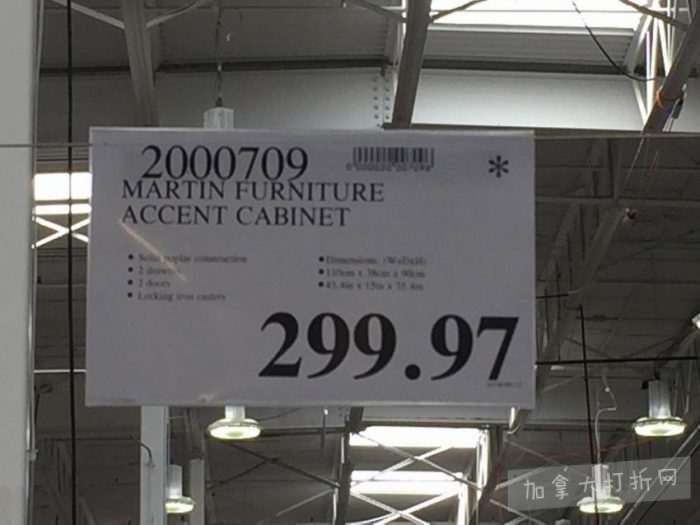 2000709
*
MARTIN FURNITURE
ACCENT CABINET
• Solid poplar construction
• 2 drawers
• 2 doors
• Locking iron casters
• Dimensions: (WxDxH)
• 110cm x 38cm x 90cm
• 43.4in x 15in x 35.4in
299.97
加拿大打折网